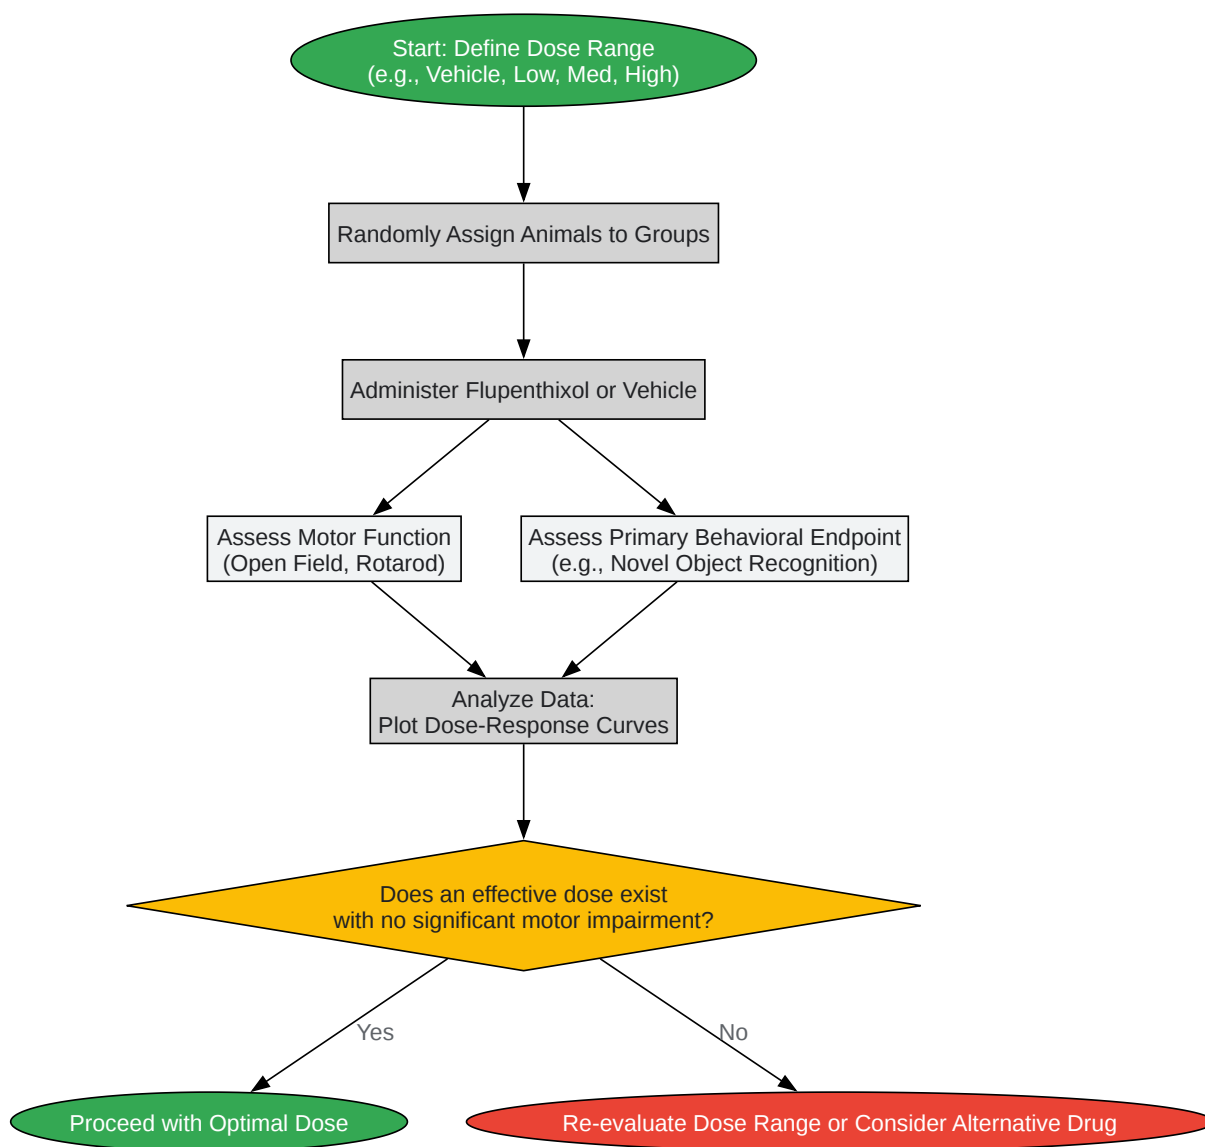 Start: Define Dose Range
(e.g., Vehicle, Low, Med, High)
Randomly Assign Animals to Groups
Administer Flupenthixol or Vehicle
Assess Motor Function
(Open Field, Rotarod)
Assess Primary Behavioral Endpoint
(e.g., Novel Object Recognition)
Analyze Data:
Plot Dose-Response Curves
Does an effective dose exist
with no significant motor impairment?
Yes
No
Proceed with Optimal Dose
Re-evaluate Dose Range or Consider Alternative Drug